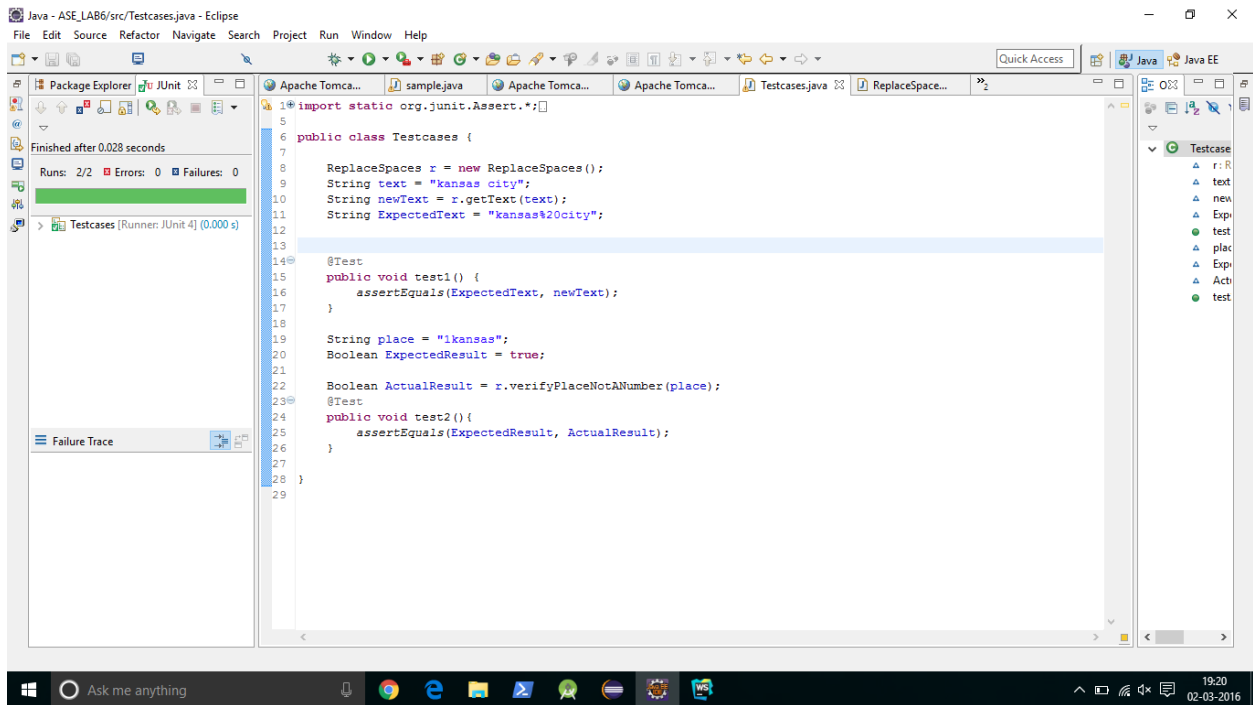 Java - ASE_LAB6/src/Testcases.java - Eclipse
File Edit Source Refactor Navigate Search Project Run Window Help
Quick Access
Java
Java EE
Package Explorer
JUnit
Apache Tomca...
sample.java
Apache Tomca...
Apache Tomca...
Testcases.java
ReplaceSpace...
»2
Finished after 0.028 seconds
Runs: 2/2 Errors: 0 Failures: 0
Testcases [Runner: JUnit 4] (0.000 s)
Failure Trace
1 import static org.junit.Assert.*;
5
6 public class Testcases {
7
8 ReplaceSpaces r = new ReplaceSpaces();
9 String text = "kansas city";
10 String newText = r.getText(text);
11 String ExpectedText = "kansas%20city";
12
13
14 @Test
15 public void test1() {
16 assertEquals(ExpectedText, newText);
17 }
18
19 String place = "1kansas";
20 Boolean ExpectedResult = true;
21
22 Boolean ActualResult = r.verifyPlaceNotANumber(place);
23 @Test
24 public void test2(){
25 assertEquals(ExpectedResult, ActualResult);
26 }
27
28 }
29
Testcase
r : R
text
new
Exp
test
plac
Exp
Act
test
Ask me anything
WS
19:20
02-03-2016